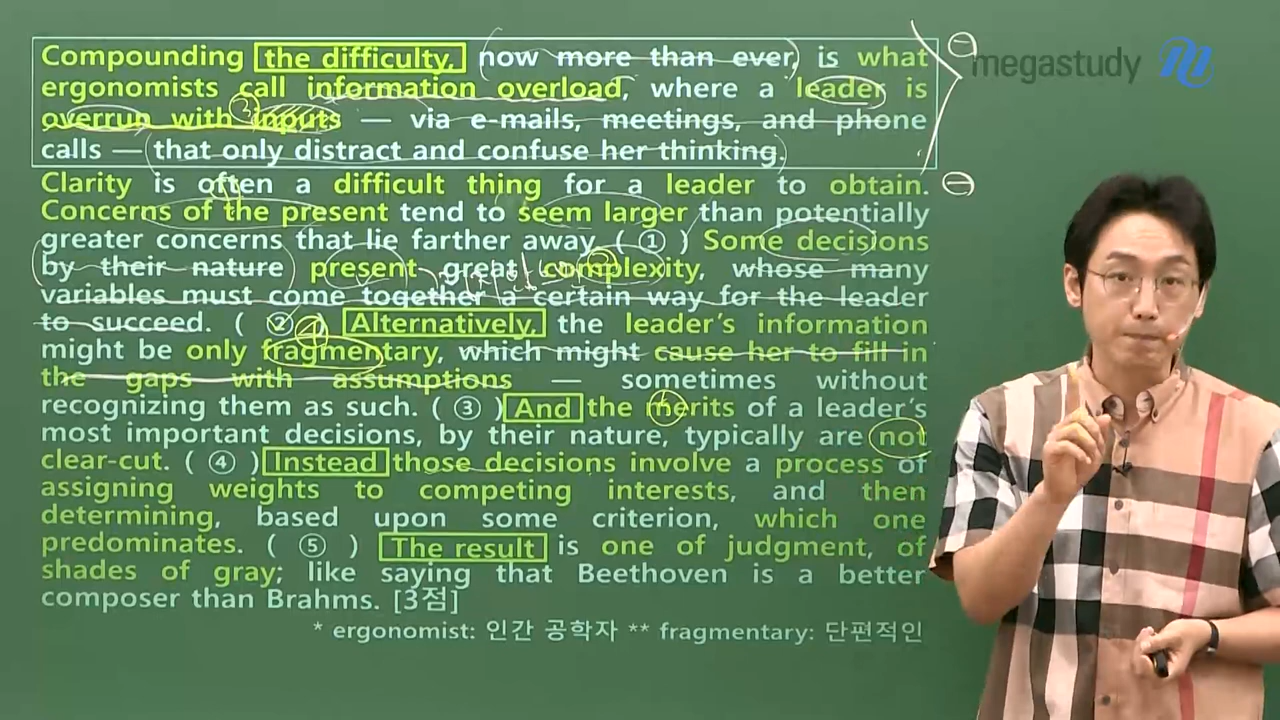 Compounding the difficulty, now more than ever, is what
ergonomists call information overload, where a leader is
overrun with inputs — via e-mails, meetings, and phone
calls — that only distract and confuse her thinking.
megastudy
Clarity is often a difficult thing for a leader to obtain.
Concerns of the present tend to seem larger than potentially
greater concerns that lie farther away. ( ① ) Some decisions
by their nature present great complexity, whose many
variables must come together a certain way for the leader
to succeed. ( ② ) Alternatively, the leader's information
might be only fragmentary, which might cause her to fill in
the gaps with assumptions — sometimes without
recognizing them as such. ( ③ ) And the merits of a leader's
most important decisions, by their nature, typically are not
clear-cut. ( ④ ) Instead those decisions involve a process of
assigning weights to competing interests, and then
determining, based upon some criterion, which one
predominates. ( ⑤ ) The result is one of judgment, of
shades of gray; like saying that Beethoven is a better
composer than Brahms. [3점]
* ergonomist: 인간 공학자 ** fragmentary: 단편적인